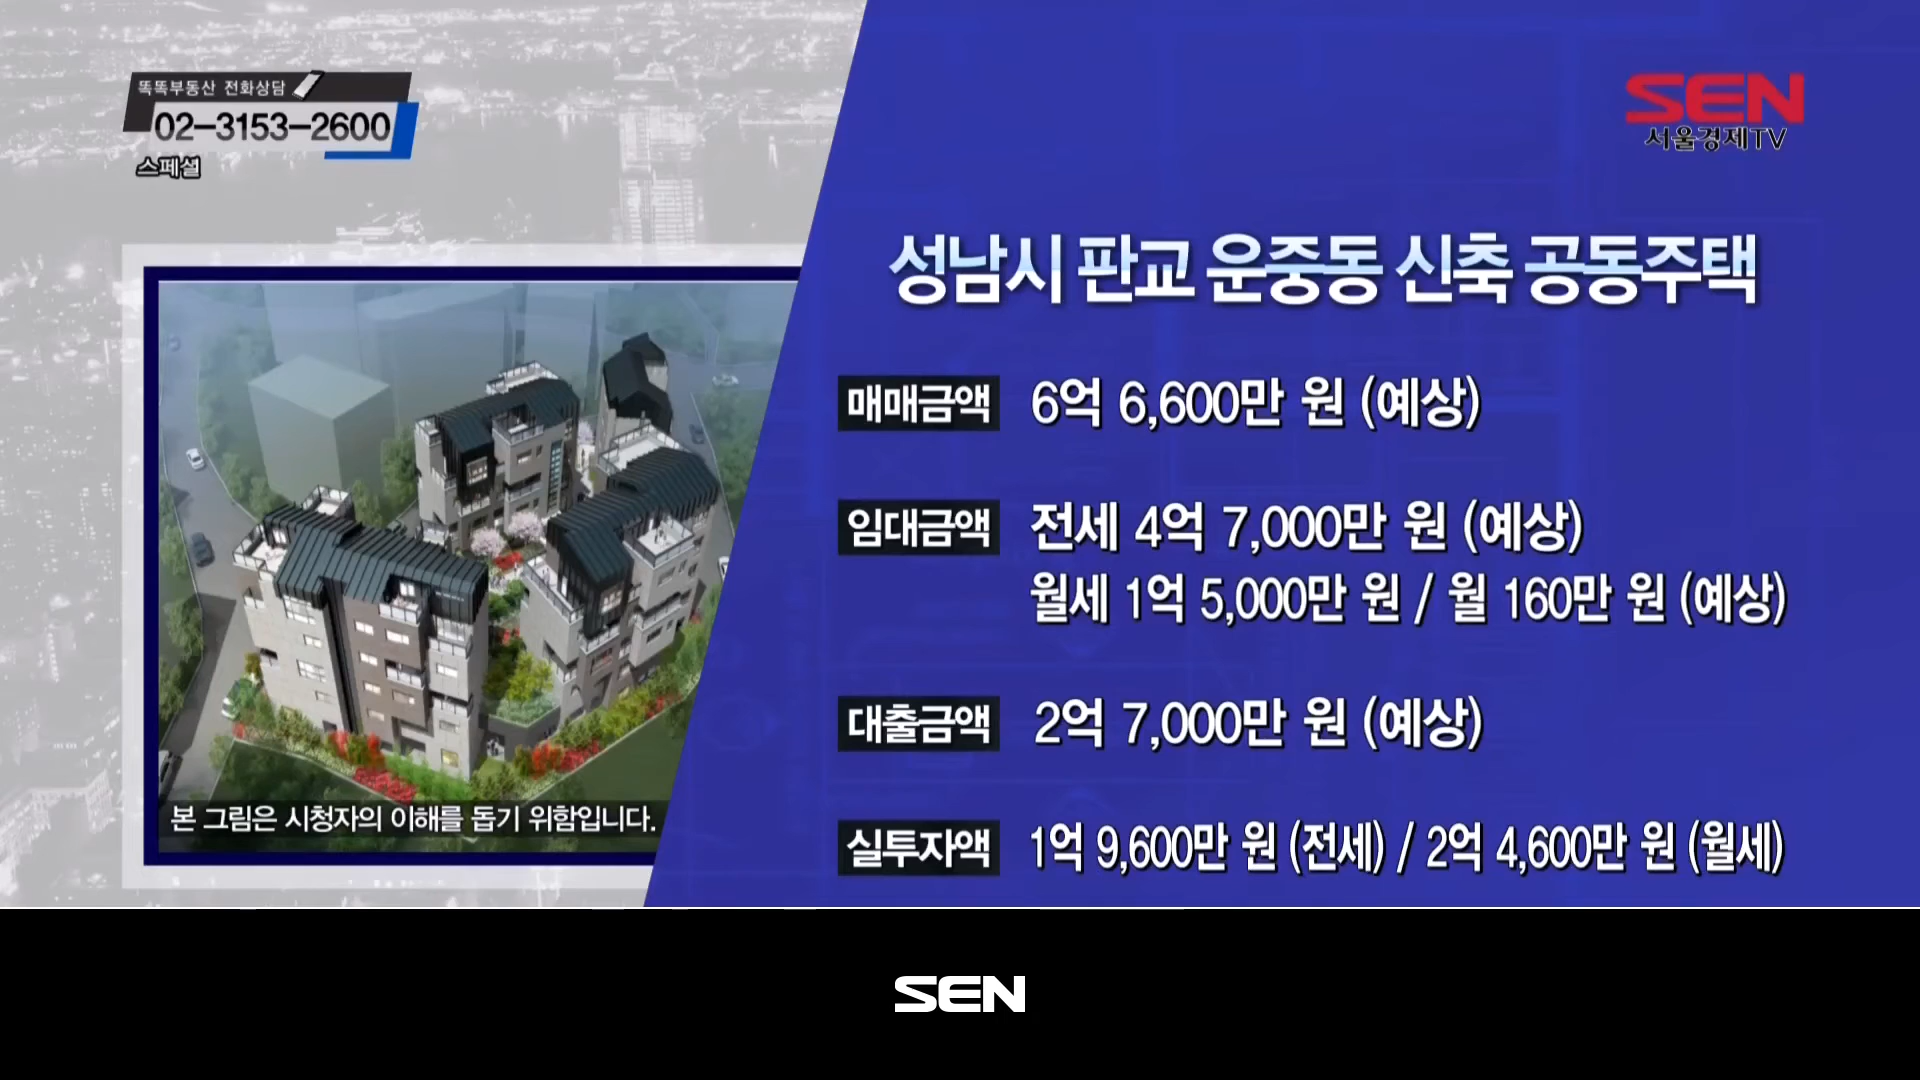 똑똑부동산 전화상담
02-3153-2600
스페셜
SEN
서울경제TV
성남시 판교 운중동 신축 공동주택
매매금액 6억 6,600만 원 (예상)
임대금액 전세 4억 7,000만 원 (예상)
월세 1억 5,000만 원 / 월 160만 원 (예상)
대출금액 2억 7,000만 원 (예상)
실투자액 1억 9,600만 원 (전세) / 2억 4,600만 원 (월세)
본 그림은 시청자의 이해를 돕기 위함입니다.
SEN